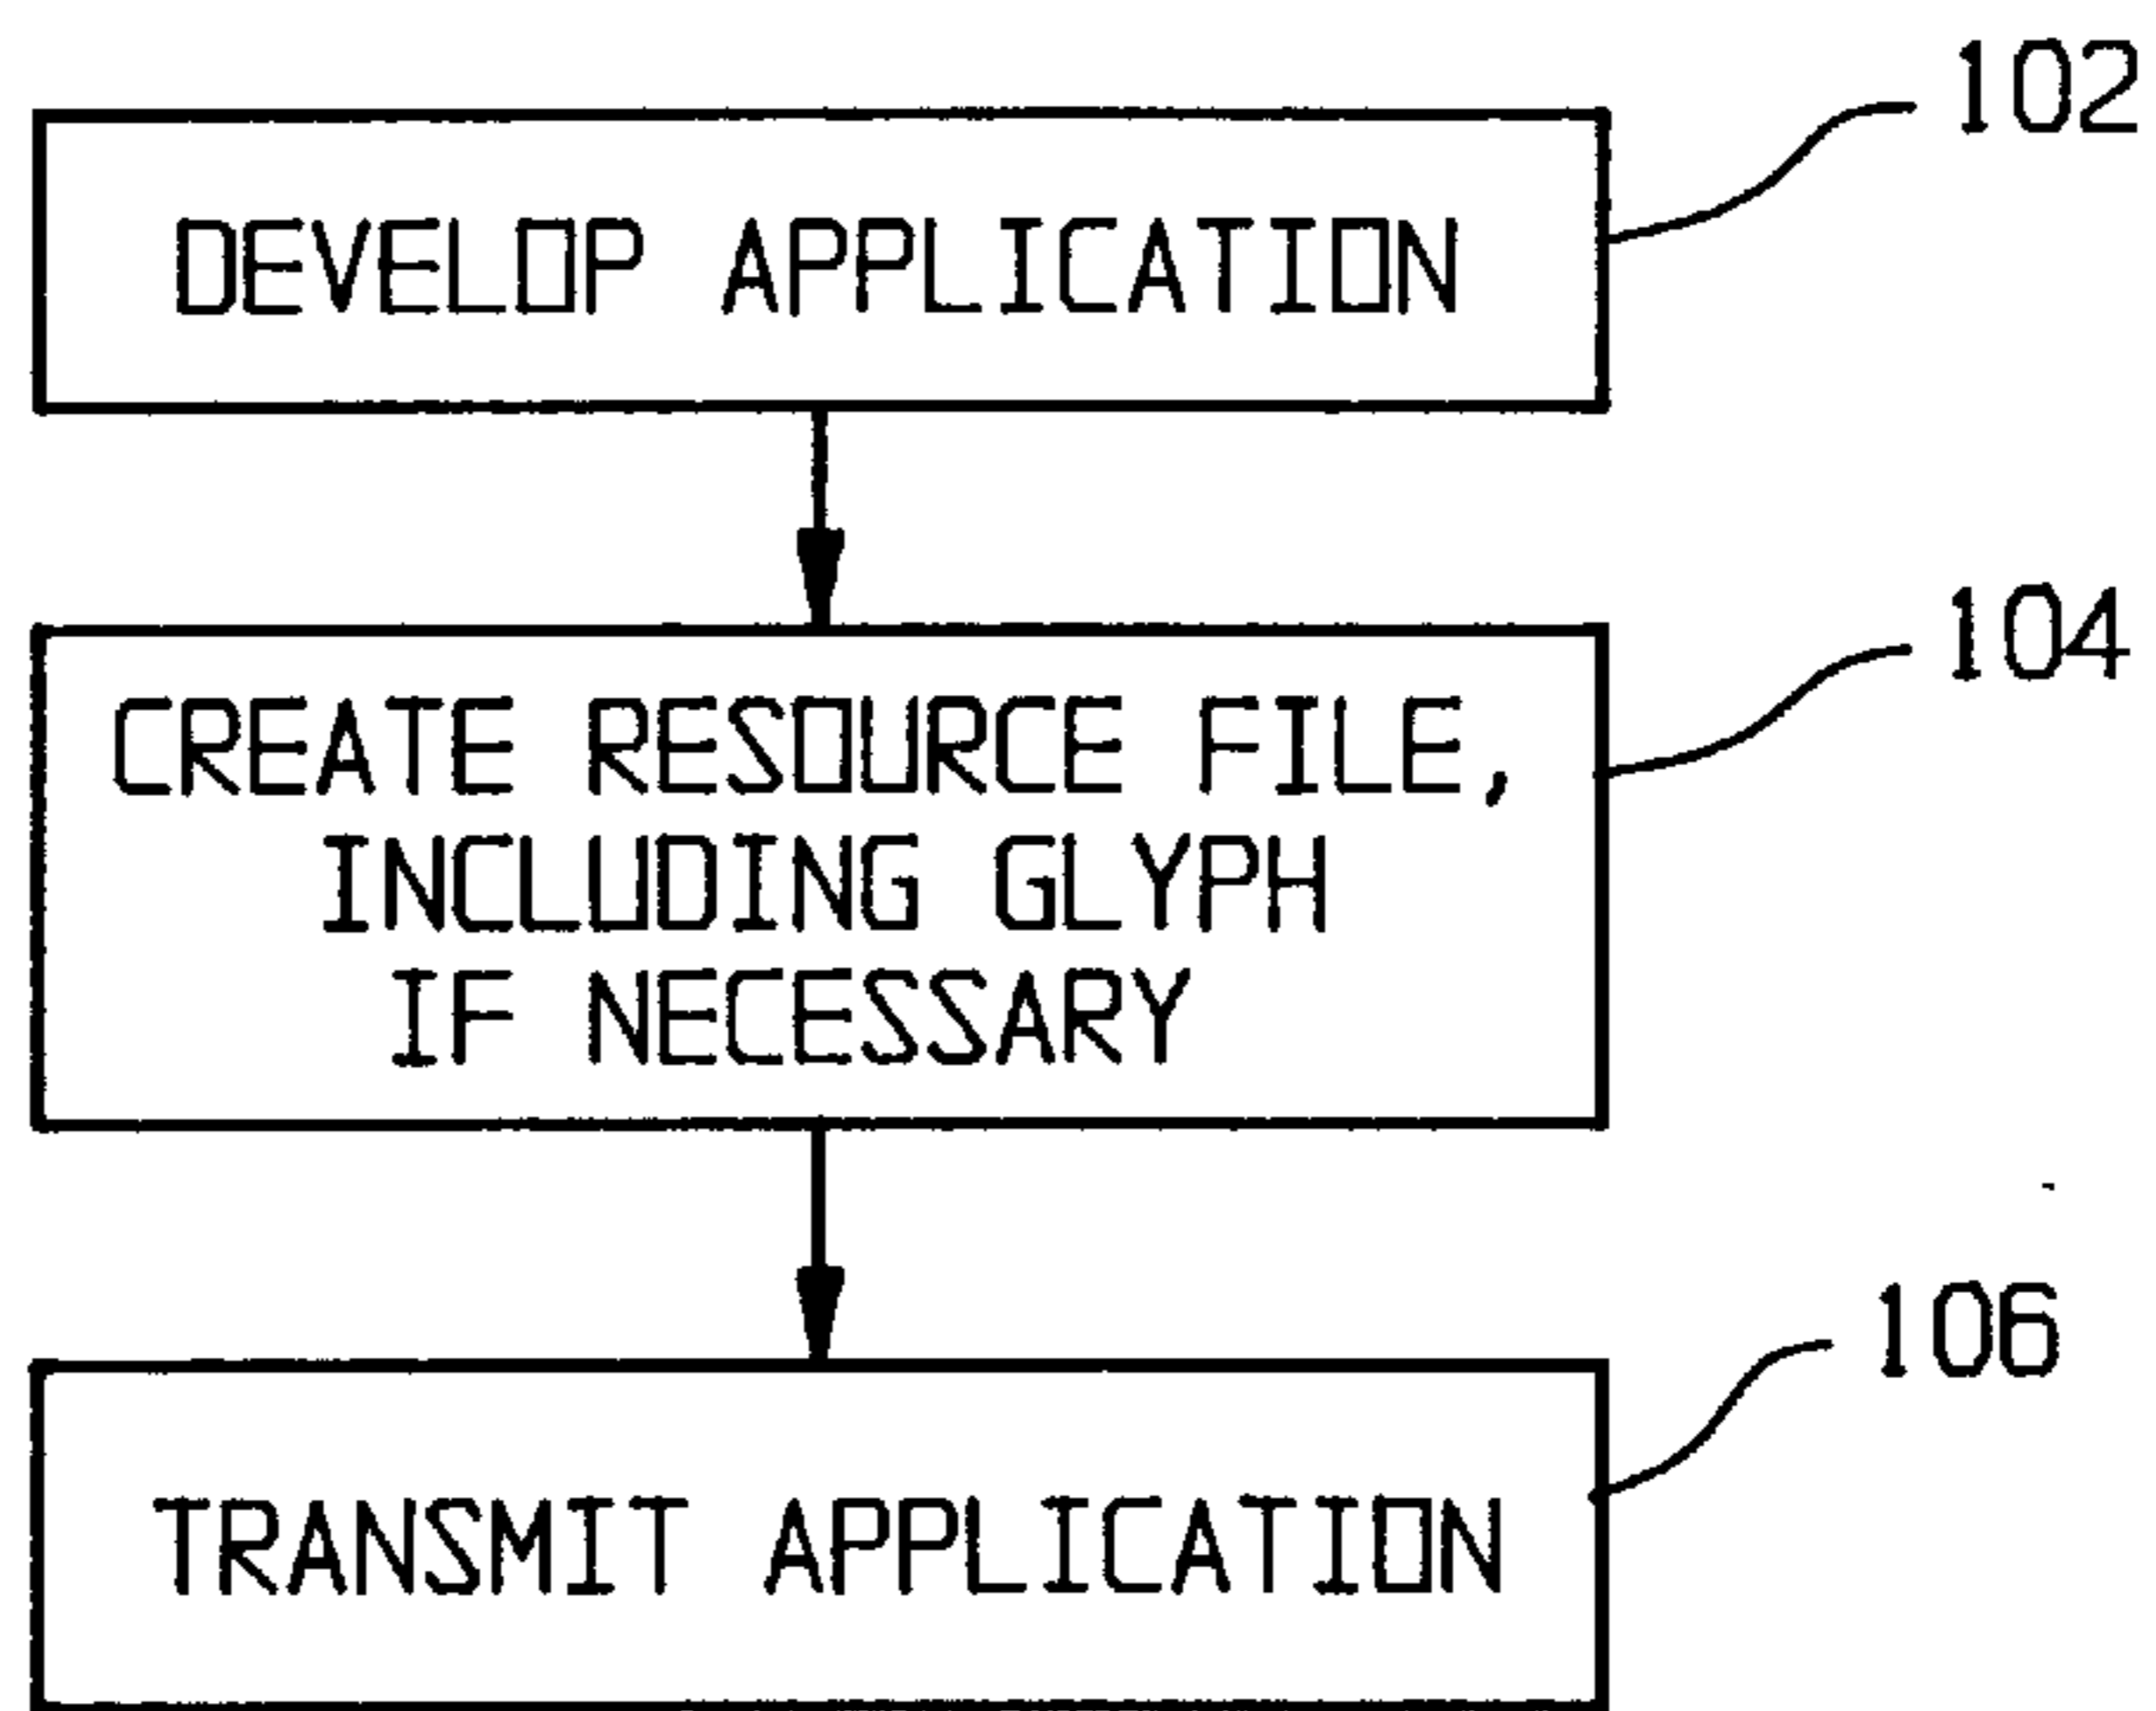 102
DEVELOP APPLICATION
104
CREATE RESOURCE FILE,
INCLUDING GLYPH
IF NECESSARY
106
TRANSMIT APPLICATION